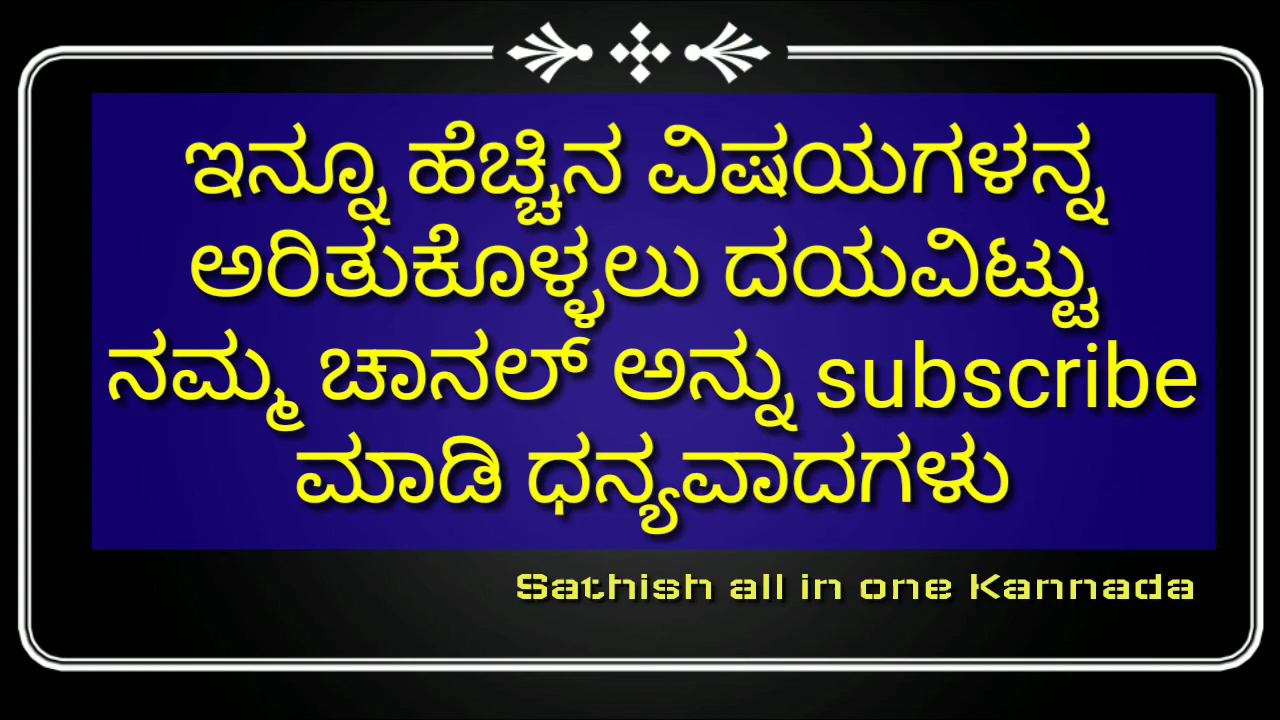 ಇನ್ನೂ ಹೆಚ್ಚಿನ ವಿಷಯಗಳನ್ನ
ಅರಿತುಕೊಳ್ಳಲು ದಯವಿಟ್ಟು
ನಮ್ಮ ಚಾನಲ್ ಅನ್ನು subscribe
ಮಾಡಿ ಧನ್ಯವಾದಗಳು
Sathish all in one Kannada